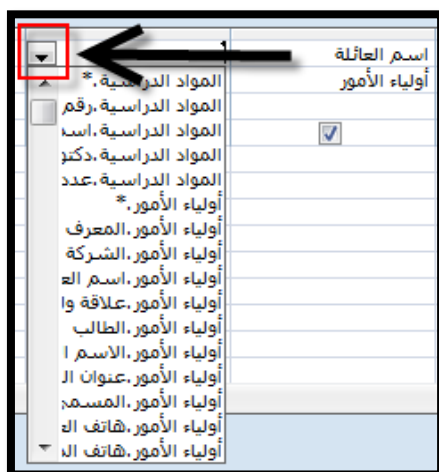 اسم العائلة
أولياء الأمور
المواد الدراسية.*
المواد الدراسية.رقم
المواد الدراسية.اسم
المواد الدراسية.دكتو
المواد الدراسية.عدد
أولياء الأمور.*
أولياء الأمور.المعرف
أولياء الأمور.الشركة
أولياء الأمور.اسم الع
أولياء الأمور.علاقة وا
أولياء الأمور.الطالب
أولياء الأمور.الاسم ا
أولياء الأمور.عنوان ال
أولياء الأمور.المسمى
أولياء الأمور.هاتف الع
أولياء الأمور.هاتف الم